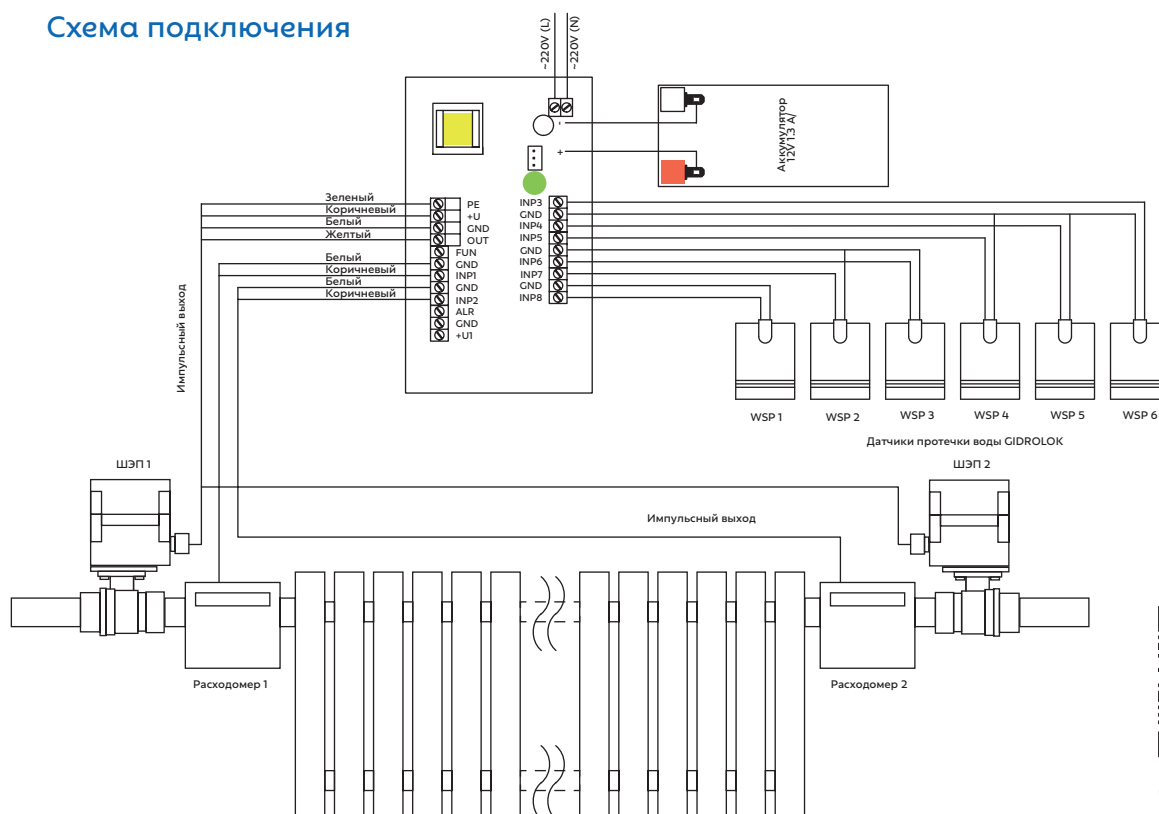 Схема подключения
~220V (L)
~220V (N)
Аккумулятор
12V 1.3 A/
-
+
Зеленый
Коричневый
Белый
Желтый
Белый
Коричневый
Белый
Коричневый
PE
+U
GND
OUT
FUN
GND
INP1
GND
INP2
ALR
GND
+U1
INP3
GND
INP4
INP5
GND
INP6
INP7
GND
INP8
Импульсный выход
WSP 1
WSP 2
WSP 3
WSP 4
WSP 5
WSP 6
Датчики протечки воды GIDROLOK
ШЭП 1
ШЭП 2
Импульсный выход
Расходомер 1
Расходомер 2